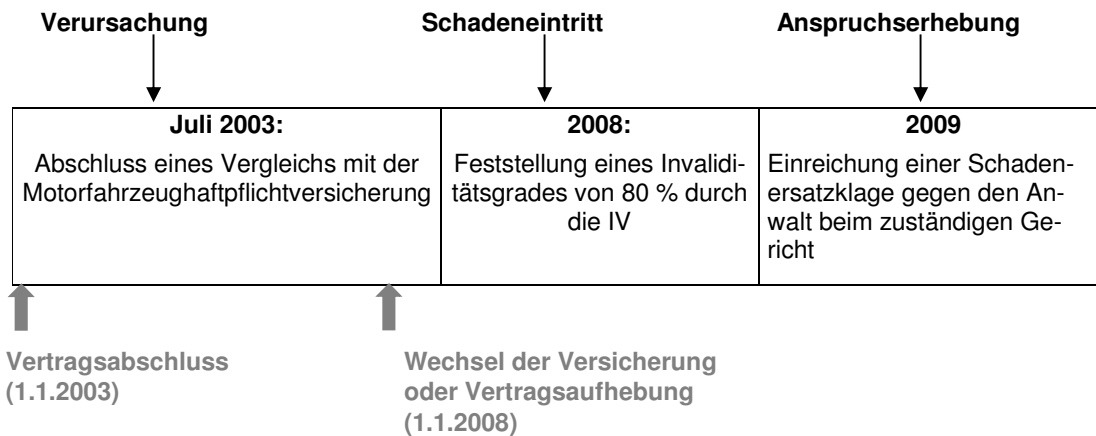 Verursachung
Schadeneintritt
Anspruchserhebung
Juli 2003:
Abschluss eines Vergleichs mit der
Motorfahrzeughaftpflichtversicherung
2008:
Feststellung eines Invalidi-
tätsgrades von 80 % durch
die IV
2009
Einreichung einer Schaden-
ersatzklage gegen den An-
walt beim zuständigen Ge-
richt
Vertragsabschluss
(1.1.2003)
Wechsel der Versicherung
oder Vertragsaufhebung
(1.1.2008)